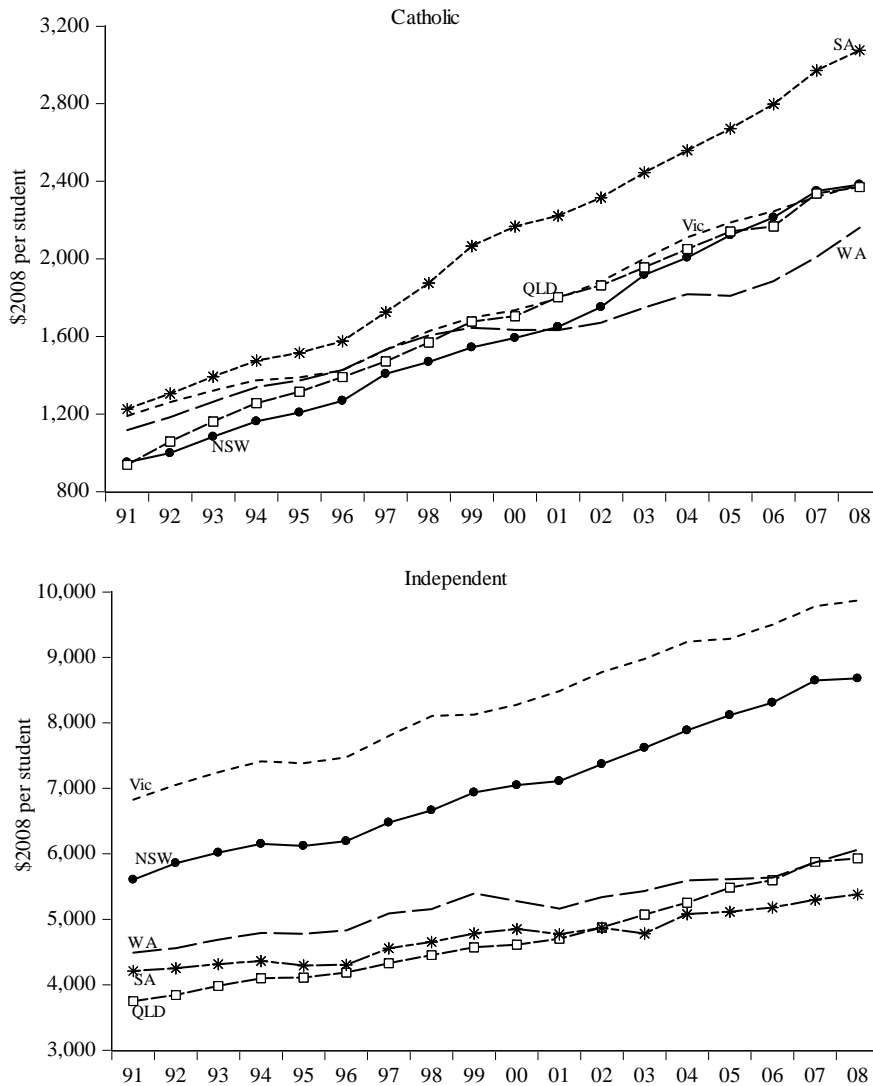 Catholic
3,200
SA
2,800
2,400
Vic
2,000
WA
QLD
1,600
1,200
NSW
800
$2008 per student
91 92 93 94 95 96 97 98 99 00 01 02 03 04 05 06 07 08
Independent
10,000
9,000
8,000
7,000
Vic
6,000
NSW
5,000
WA
SA
4,000
QLD
3,000
$2008 per student
91 92 93 94 95 96 97 98 99 00 01 02 03 04 05 06 07 08